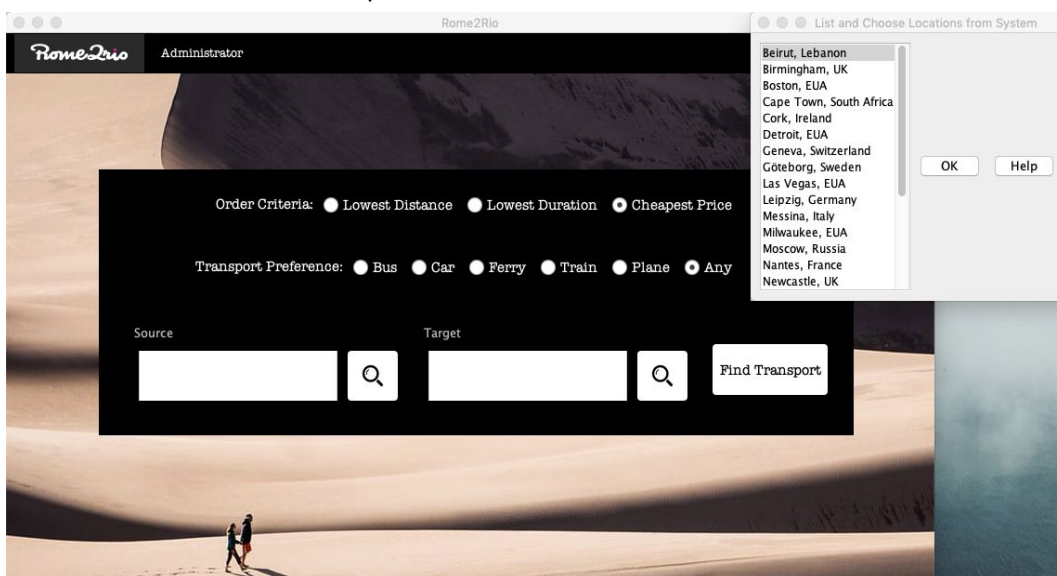 Rome2Rio
List and Choose Locations from System
Rome2rio
Administrator
Beirut, Lebanon
Birmingham, UK
Boston, EUA
Cape Town, South Africa
Cork, Ireland
Detroit, EUA
Geneva, Switzerland
Göteborg, Sweden
Las Vegas, EUA
Leipzig, Germany
Messina, Italy
Milwaukee, EUA
Moscow, Russia
Nantes, France
Newcastle, UK
OK Help
Order Criteria: Lowest Distance Lowest Duration Cheapest Price
Transport Preference: Bus Car Ferry Train Plane Any
Source Target
Find Transport